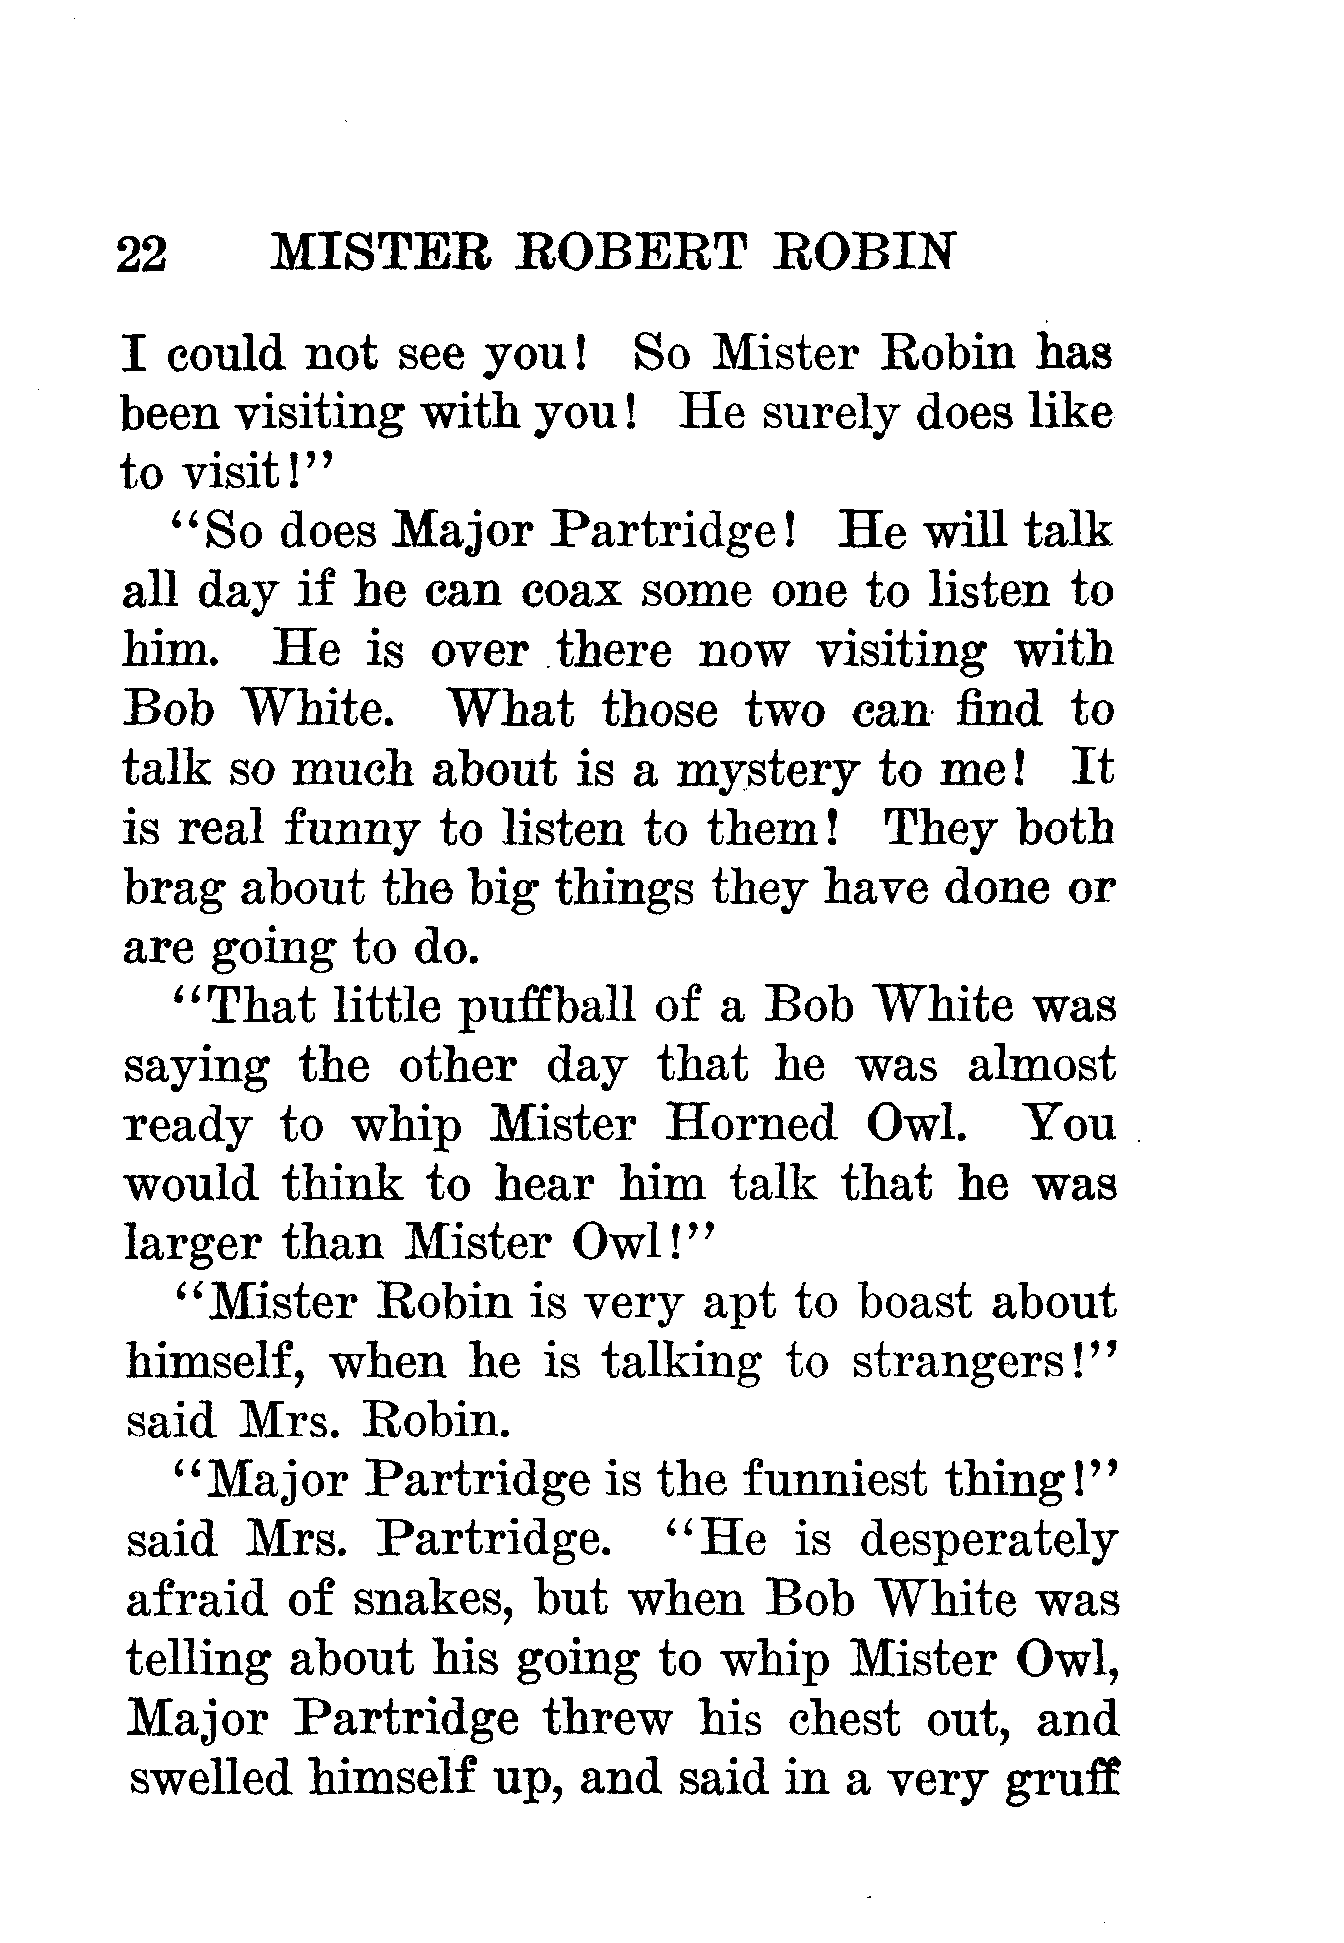 22 MISTER ROBERT ROBIN
I could not see you! So Mister Robin has
been visiting with you! He surely does like
to visit!"
"So does Major Partridge! He will talk
all day if he can coax some one to listen to
him. He is over there now visiting with
Bob White. What those two can find to
talk so much about is a mystery to me! It
is real funny to listen to them! They both
brag about the big things they have done or
are going to do.
"That little puffball of a Bob White was
saying the other day that he was almost
ready to whip Mister Horned Owl. You
would think to hear him talk that he was
larger than Mister Owl!"
"Mister Robin is very apt to boast about
himself, when he is talking to strangers!"
said Mrs. Robin.
"Major Partridge is the funniest thing!"
said Mrs. Partridge. "He is desperately
afraid of snakes, but when Bob White was
telling about his going to whip Mister Owl,
Major Partridge threw his chest out, and
swelled himself up, and said in a very gruff